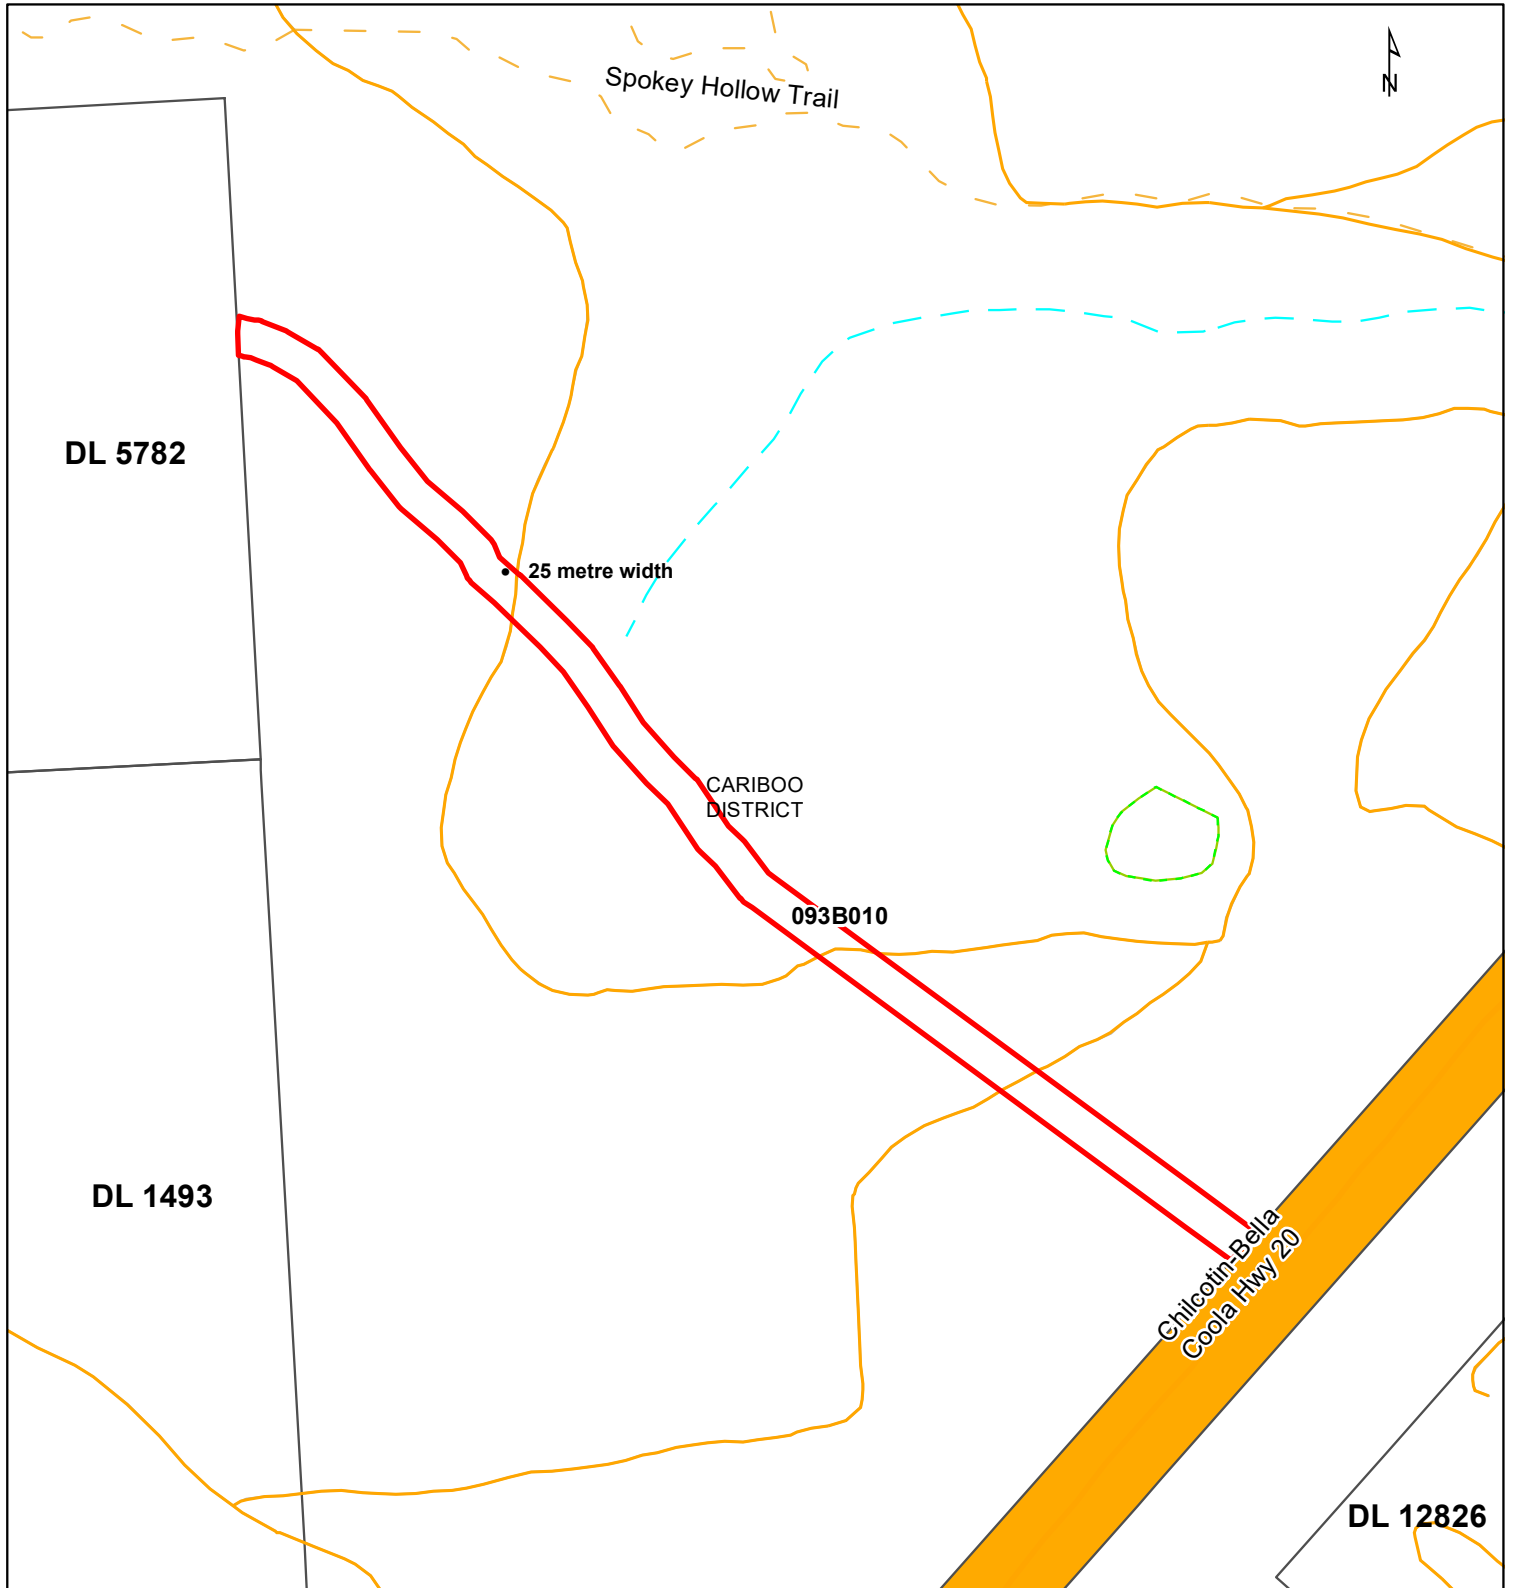 Spokey Hollow Trail
N
DL 5782
25 metre width
CARIBOO
DISTRICT
093B010
DL 1493
Chilcotin-Bella
Coola Hwy 20
DL 12826